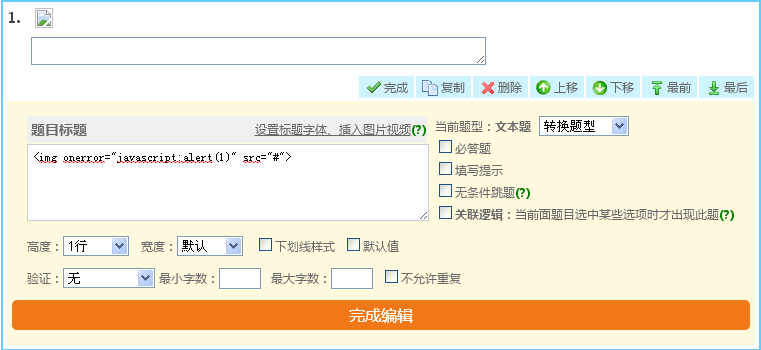 1.
完成 复制 删除 上移 下移 最前 最后
题目标题 设置标题字体、插入图片视频(?) 当前题型：文本题 转换题型
<img onerror="javascript:alert(1)" src="#">
必答题
填写提示
无条件跳题(?)
关联逻辑：当前面题目选中某些选项时才出现此题(?)
高度：1行 宽度：默认 下划线样式 默认值
验证：无 最小字数： 最大字数： 不允许重复
完成编辑